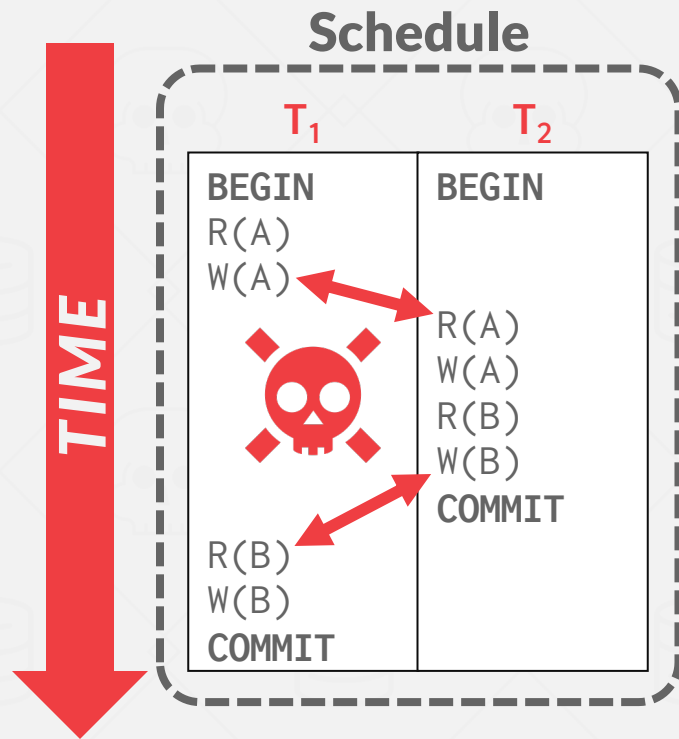 Schedule
TIME
T₁ T₂
BEGIN BEGIN
R(A)
W(A)
R(A)
W(A)
R(B)
W(B)
COMMIT
R(B)
W(B)
COMMIT